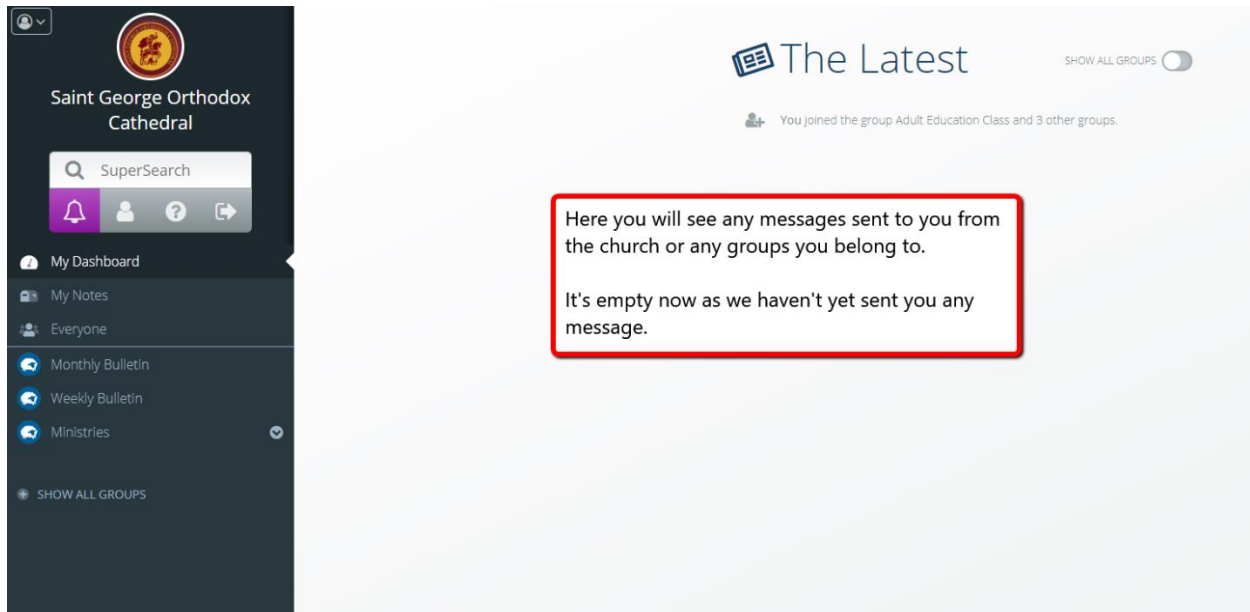 Saint George Orthodox
Cathedral
SuperSearch
My Dashboard
My Notes
Everyone
Monthly Bulletin
Weekly Bulletin
Ministries
SHOW ALL GROUPS
The Latest
SHOW ALL GROUPS
You joined the group Adult Education Class and 3 other groups.
Here you will see any messages sent to you from
the church or any groups you belong to.
It's empty now as we haven't yet sent you any
message.